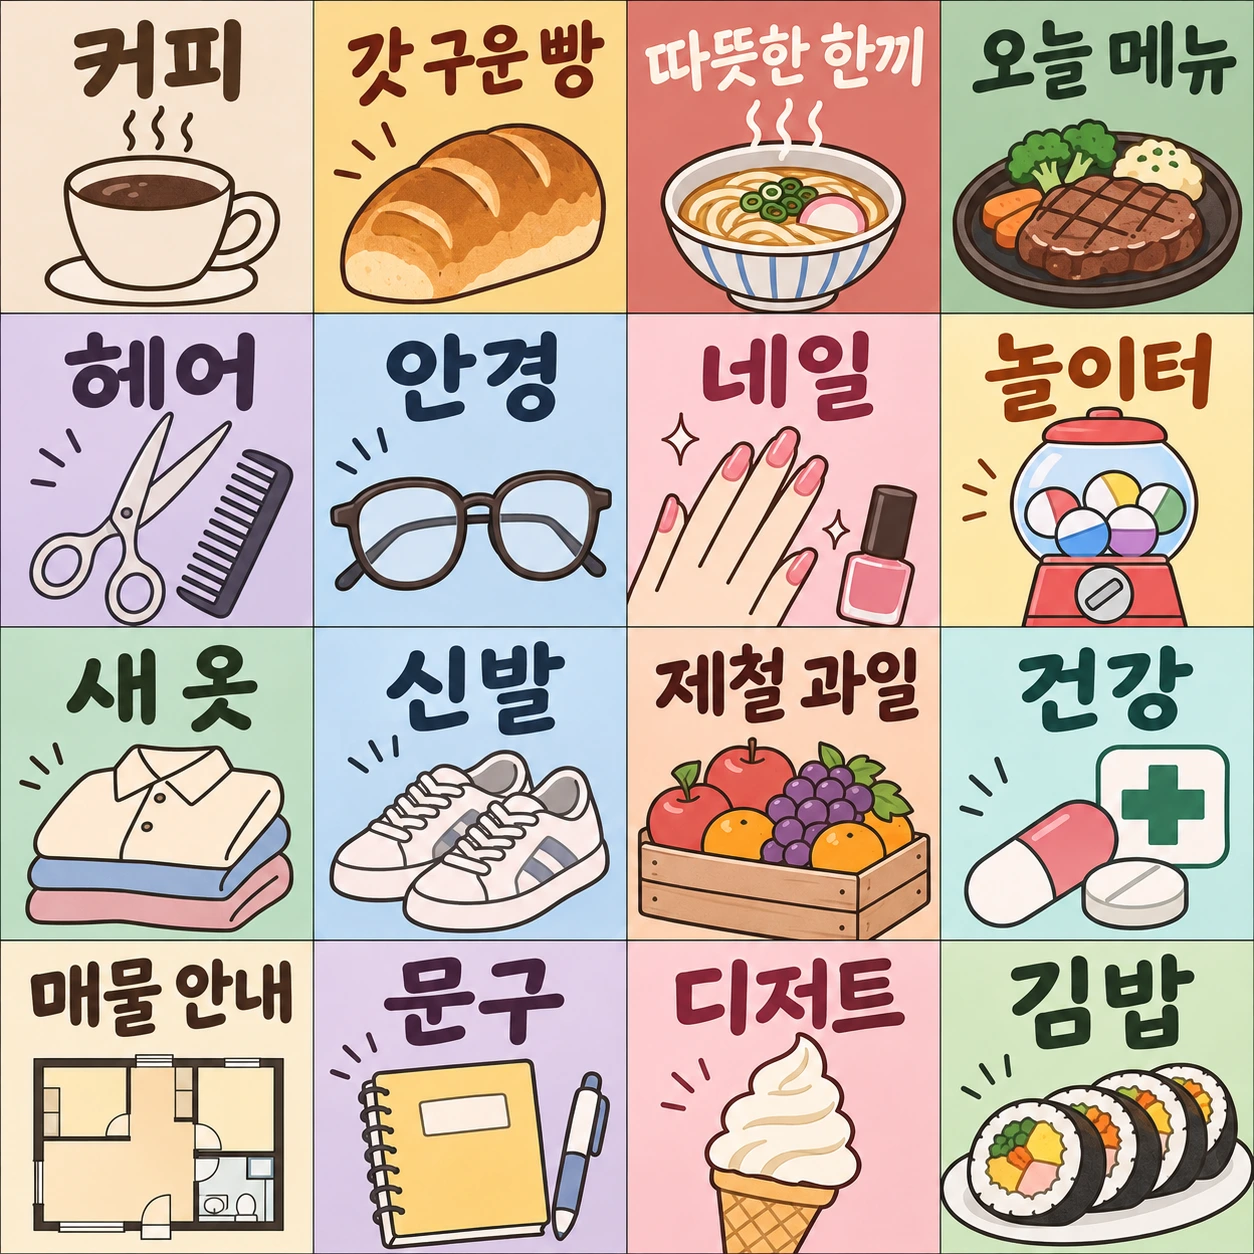 커피
갓 구운 빵
따뜻한 한끼
오늘 메뉴
헤어
안경
네일
놀이터
새 옷
신발
제철 과일
건강
매물 안내
문구
디저트
김밥